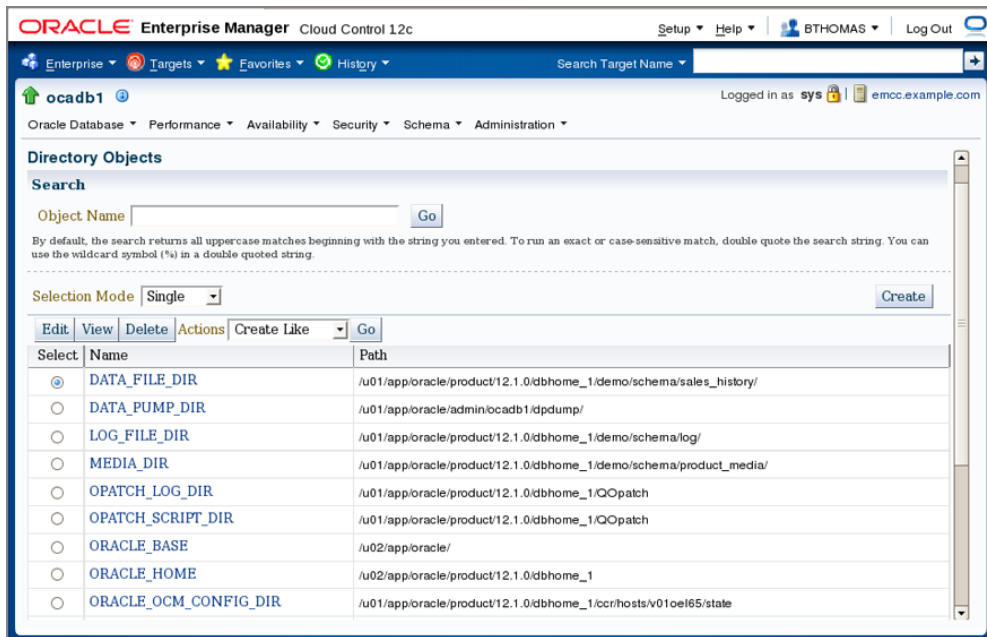 ORACLE Enterprise Manager Cloud Control 12c
Setup Help BTHOMAS Log Out
Enterprise Targets Favorites History Search Target Name
ocadb1 Logged in as sys emcc.example.com
Oracle Database Performance Availability Security Schema Administration
Directory Objects
Search
Object Name Go
By default, the search returns all uppercase matches beginning with the string you entered. To run an exact or case-sensitive match, double quote the search string. You can
use the wildcard symbol (%) in a double quoted string.
Selection Mode Single Create
Edit View Delete Actions Create Like Go
Select Name Path
DATA_FILE_DIR /u01/app/oracle/product/12.1.0/dbhome_1/demo/schema/sales_history/
DATA_PUMP_DIR /u01/app/oracle/admin/ocadb1/dpdump/
LOG_FILE_DIR /u01/app/oracle/product/12.1.0/dbhome_1/demo/schema/log/
MEDIA_DIR /u01/app/oracle/product/12.1.0/dbhome_1/demo/schema/product_media/
OPATCH_LOG_DIR /u01/app/oracle/product/12.1.0/dbhome_1/QOpatch
OPATCH_SCRIPT_DIR /u01/app/oracle/product/12.1.0/dbhome_1/QOpatch
ORACLE_BASE /u02/app/oracle/
ORACLE_HOME /u02/app/oracle/product/12.1.0/dbhome_1
ORACLE_OCM_CONFIG_DIR /u01/app/oracle/product/12.1.0/dbhome_1/ccr/hosts/v01oel65/state